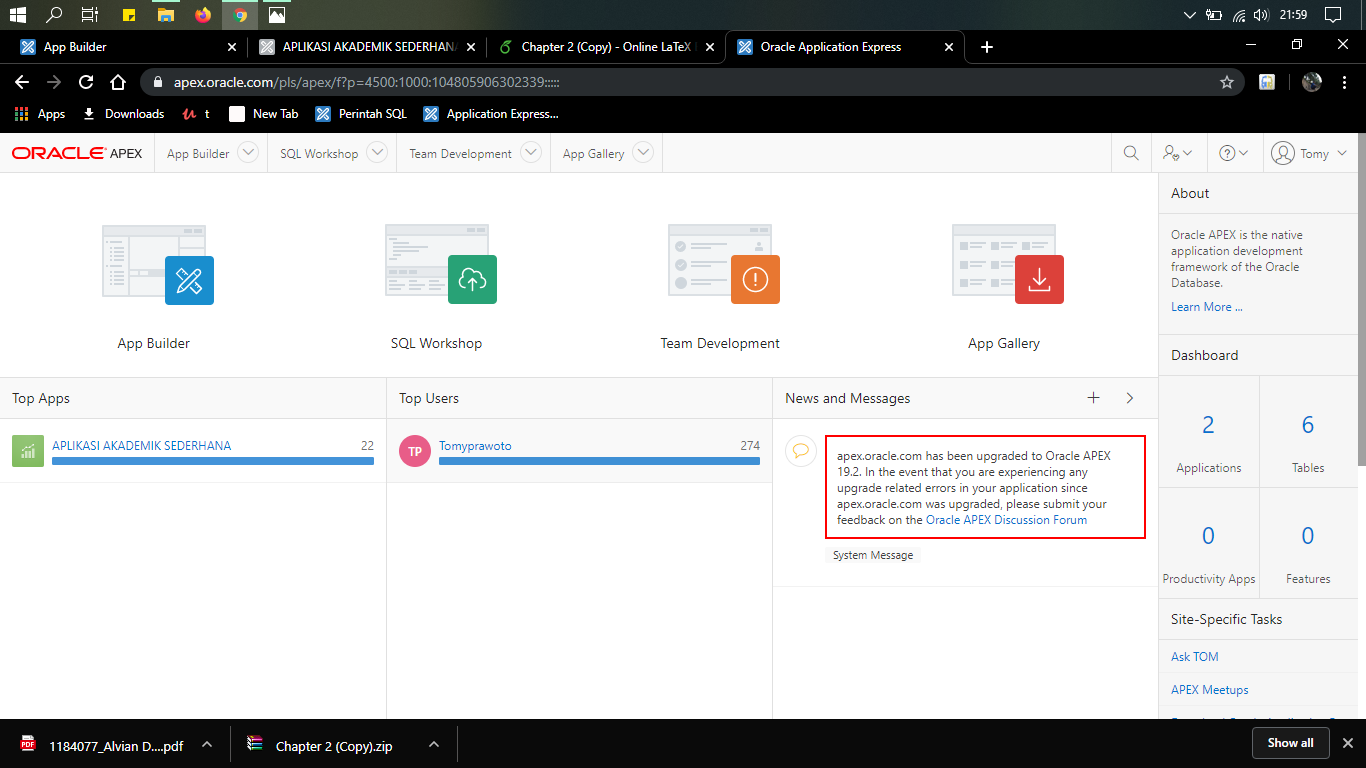 21:59
App Builder
APLIKASI AKADEMIK SEDERHANA
Chapter 2 (Copy) - Online LaTeX
Oracle Application Express
apex.oracle.com/pls/apex/f?p=4500:1000:104805906302339:::::
Apps
Downloads
t
New Tab
Perintah SQL
Application Express...
ORACLE APEX
App Builder
SQL Workshop
Team Development
App Gallery
Tomy
App Builder
SQL Workshop
Team Development
App Gallery
Top Apps
APLIKASI AKADEMIK SEDERHANA 22
Top Users
TP
Tomyprawoto 274
News and Messages
apex.oracle.com has been upgraded to Oracle APEX
19.2. In the event that you are experiencing any
upgrade related errors in your application since
apex.oracle.com was upgraded, please submit your
feedback on the Oracle APEX Discussion Forum
System Message
About
Oracle APEX is the native
application development
framework of the Oracle
Database.
Learn More ...
Dashboard
2
Applications
6
Tables
0
Productivity Apps
0
Features
Site-Specific Tasks
Ask TOM
APEX Meetups
PDF
1184077_Alvian D....pdf
Chapter 2 (Copy).zip
Show all